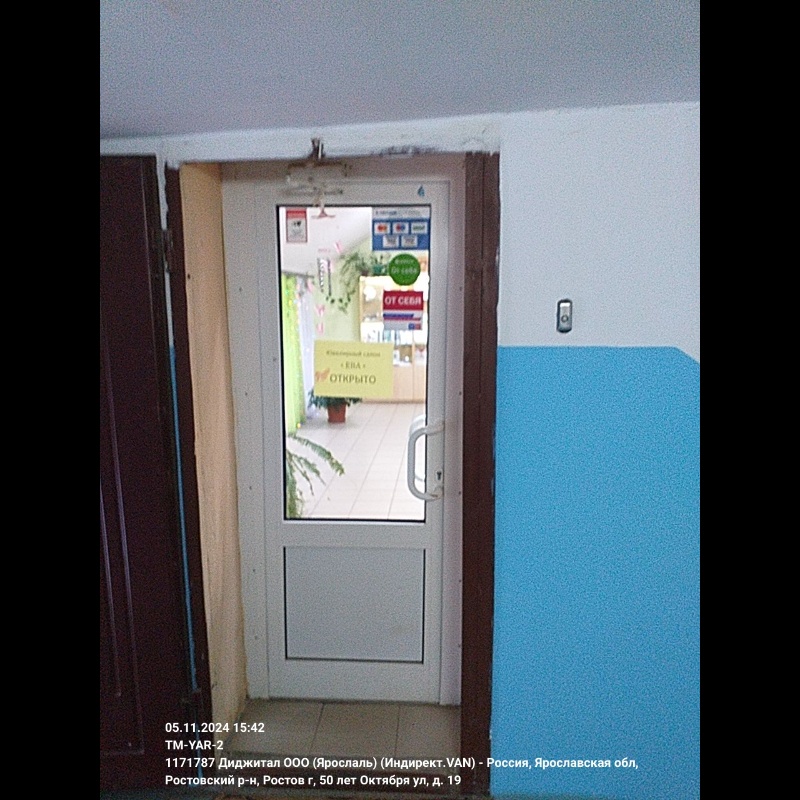 От себя
ОТ СЕБЯ
Ювелирный салон
« ЕВА »
ОТКРЫТО
05.11.2024 15:42
TM-YAR-2
1171787 Диджитал ООО (Ярослаль) (Индирект.VAN) - Россия, Ярославская обл,
Ростовский р-н, Ростов г, 50 лет Октября ул, д. 19